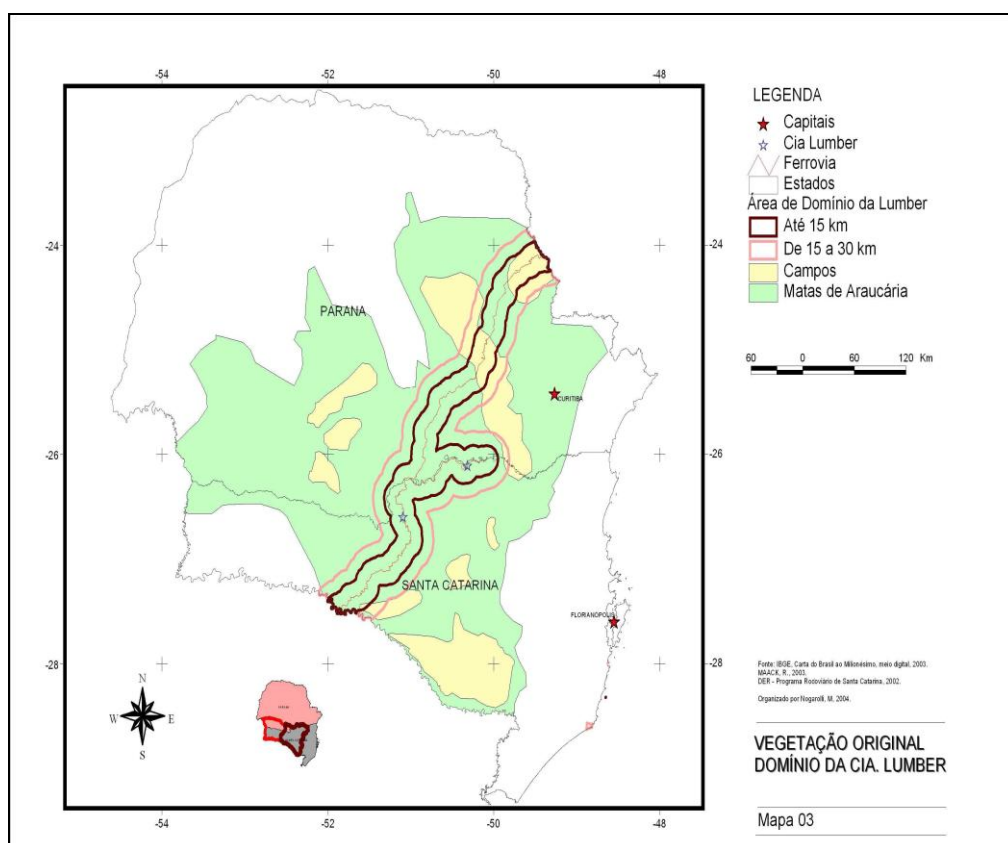 -54
-52
-50
-48
-24
-24
-26
-26
-28
-28
-54
-52
-50
-48
PARANA
CURITIBA
SANTA CATARINA
FLORIANOPOLIS
N
W
E
S
LEGENDA
Capitais
Cia Lumber
Ferrovia
Estados
Área de Domínio da Lumber
Até 15 km
De 15 a 30 km
Campos
Matas de Araucária
60 0 60 120 Km
Fonte: IBGE, Carta do Brasil ao Milionésimo, meio digital, 2003.
MAACK, R., 2003.
DER - Programa Rodoviário de Santa Catarina, 2002.
Organizado por Nogarolli, M, 2004.
VEGETAÇÃO ORIGINAL
DOMÍNIO DA CIA. LUMBER
Mapa 03